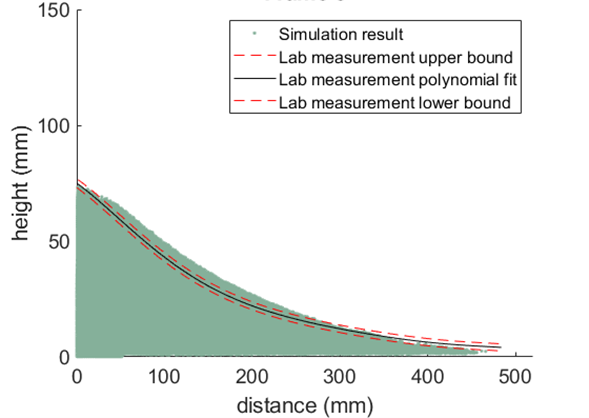 150
Simulation result
Lab measurement upper bound
Lab measurement polynomial fit
Lab measurement lower bound
100
height (mm)
50
0
0 100 200 300 400 500
distance (mm)